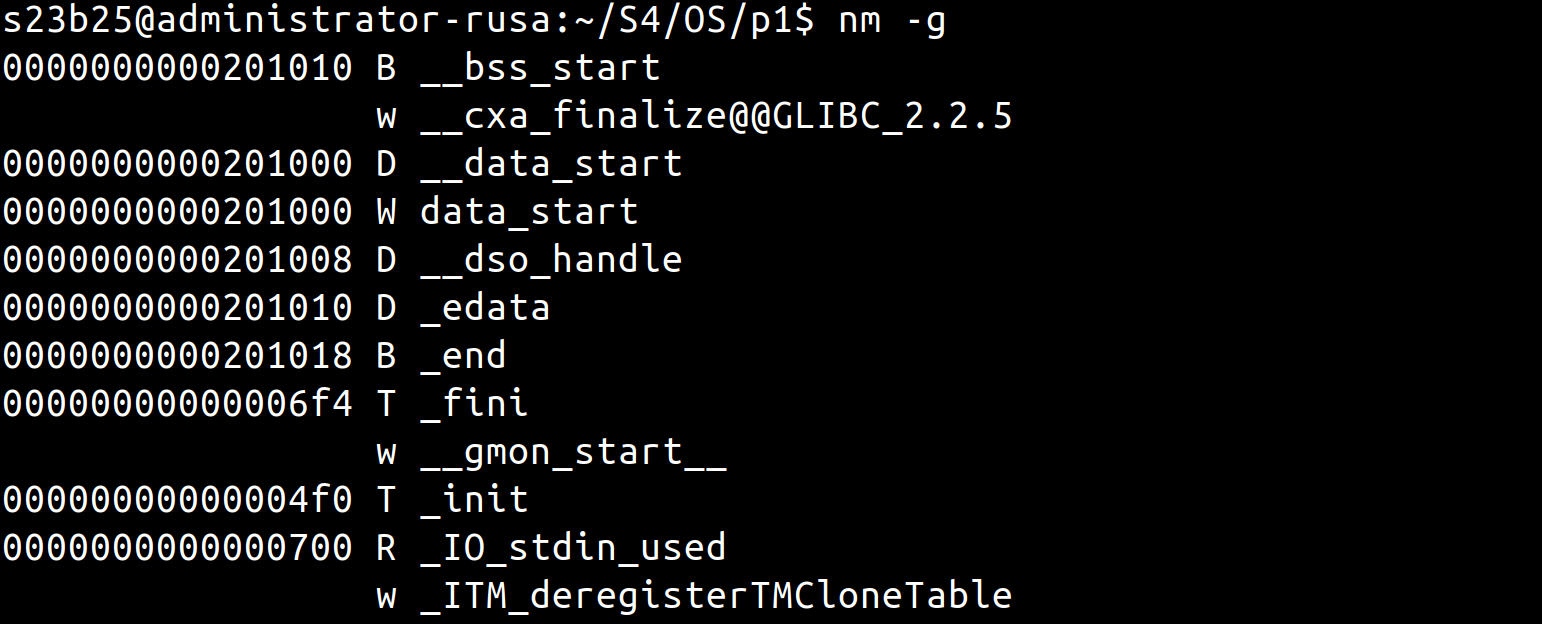 s23b25@administrator-rusa:~/S4/OS/p1$ nm -g
0000000000201010 B __bss_start
                 w __cxa_finalize@@GLIBC_2.2.5
0000000000201000 D __data_start
0000000000201000 W data_start
0000000000201008 D __dso_handle
0000000000201010 D _edata
0000000000201018 B _end
00000000000006f4 T _fini
                 w __gmon_start__
00000000000004f0 T _init
0000000000000700 R _IO_stdin_used
                 w _ITM_deregisterTMCloneTable